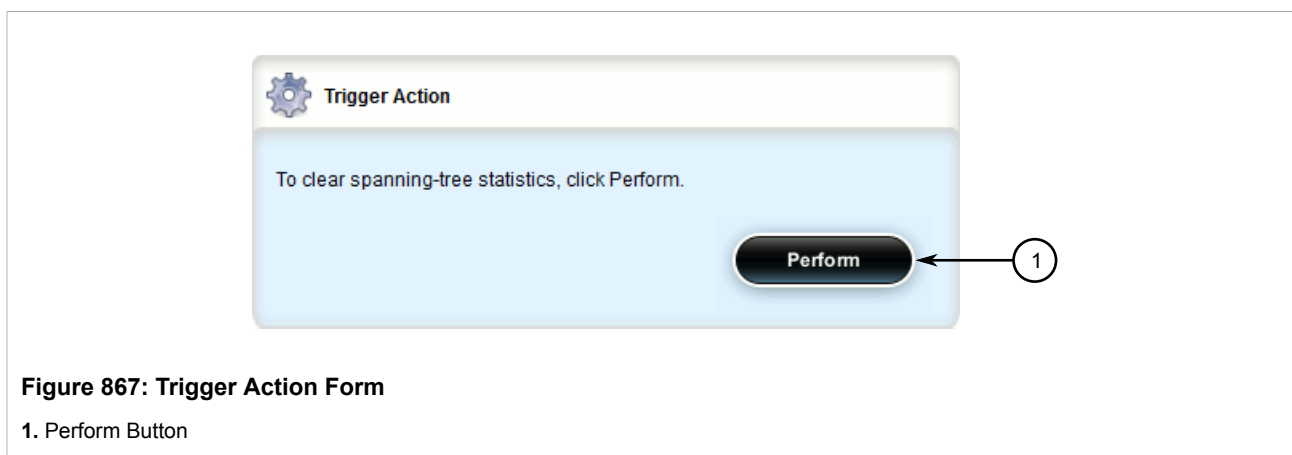 Trigger Action
To clear spanning-tree statistics, click Perform.
Perform
1
Figure 867: Trigger Action Form
1. Perform Button